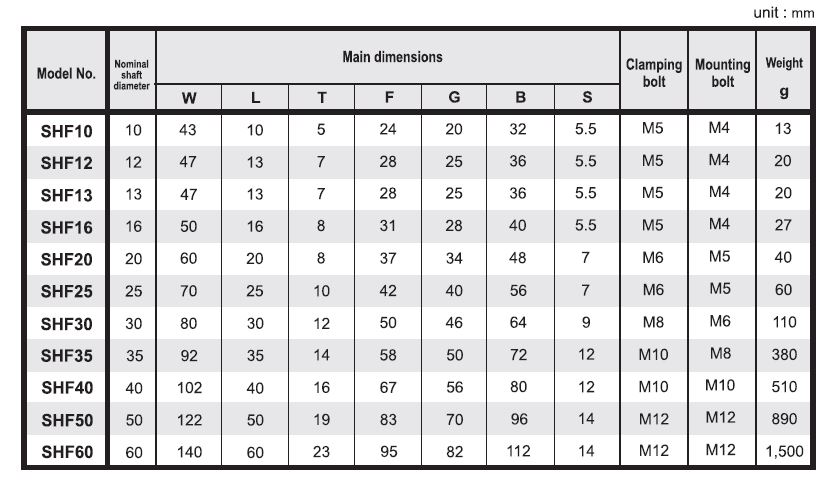 unit : mm
Model No. Nominal shaft diameter Main dimensions Clamping bolt Mounting bolt Weight g
W L T F G B S
SHF10 10 43 10 5 24 20 32 5.5 M5 M4 13
SHF12 12 47 13 7 28 25 36 5.5 M5 M4 20
SHF13 13 47 13 7 28 25 36 5.5 M5 M4 20
SHF16 16 50 16 8 31 28 40 5.5 M5 M4 27
SHF20 20 60 20 8 37 34 48 7 M6 M5 40
SHF25 25 70 25 10 42 40 56 7 M6 M5 60
SHF30 30 80 30 12 50 46 64 9 M8 M6 110
SHF35 35 92 35 14 58 50 72 12 M10 M8 380
SHF40 40 102 40 16 67 56 80 12 M10 M10 510
SHF50 50 122 50 19 83 70 96 14 M12 M12 890
SHF60 60 140 60 23 95 82 112 14 M12 M12 1,500